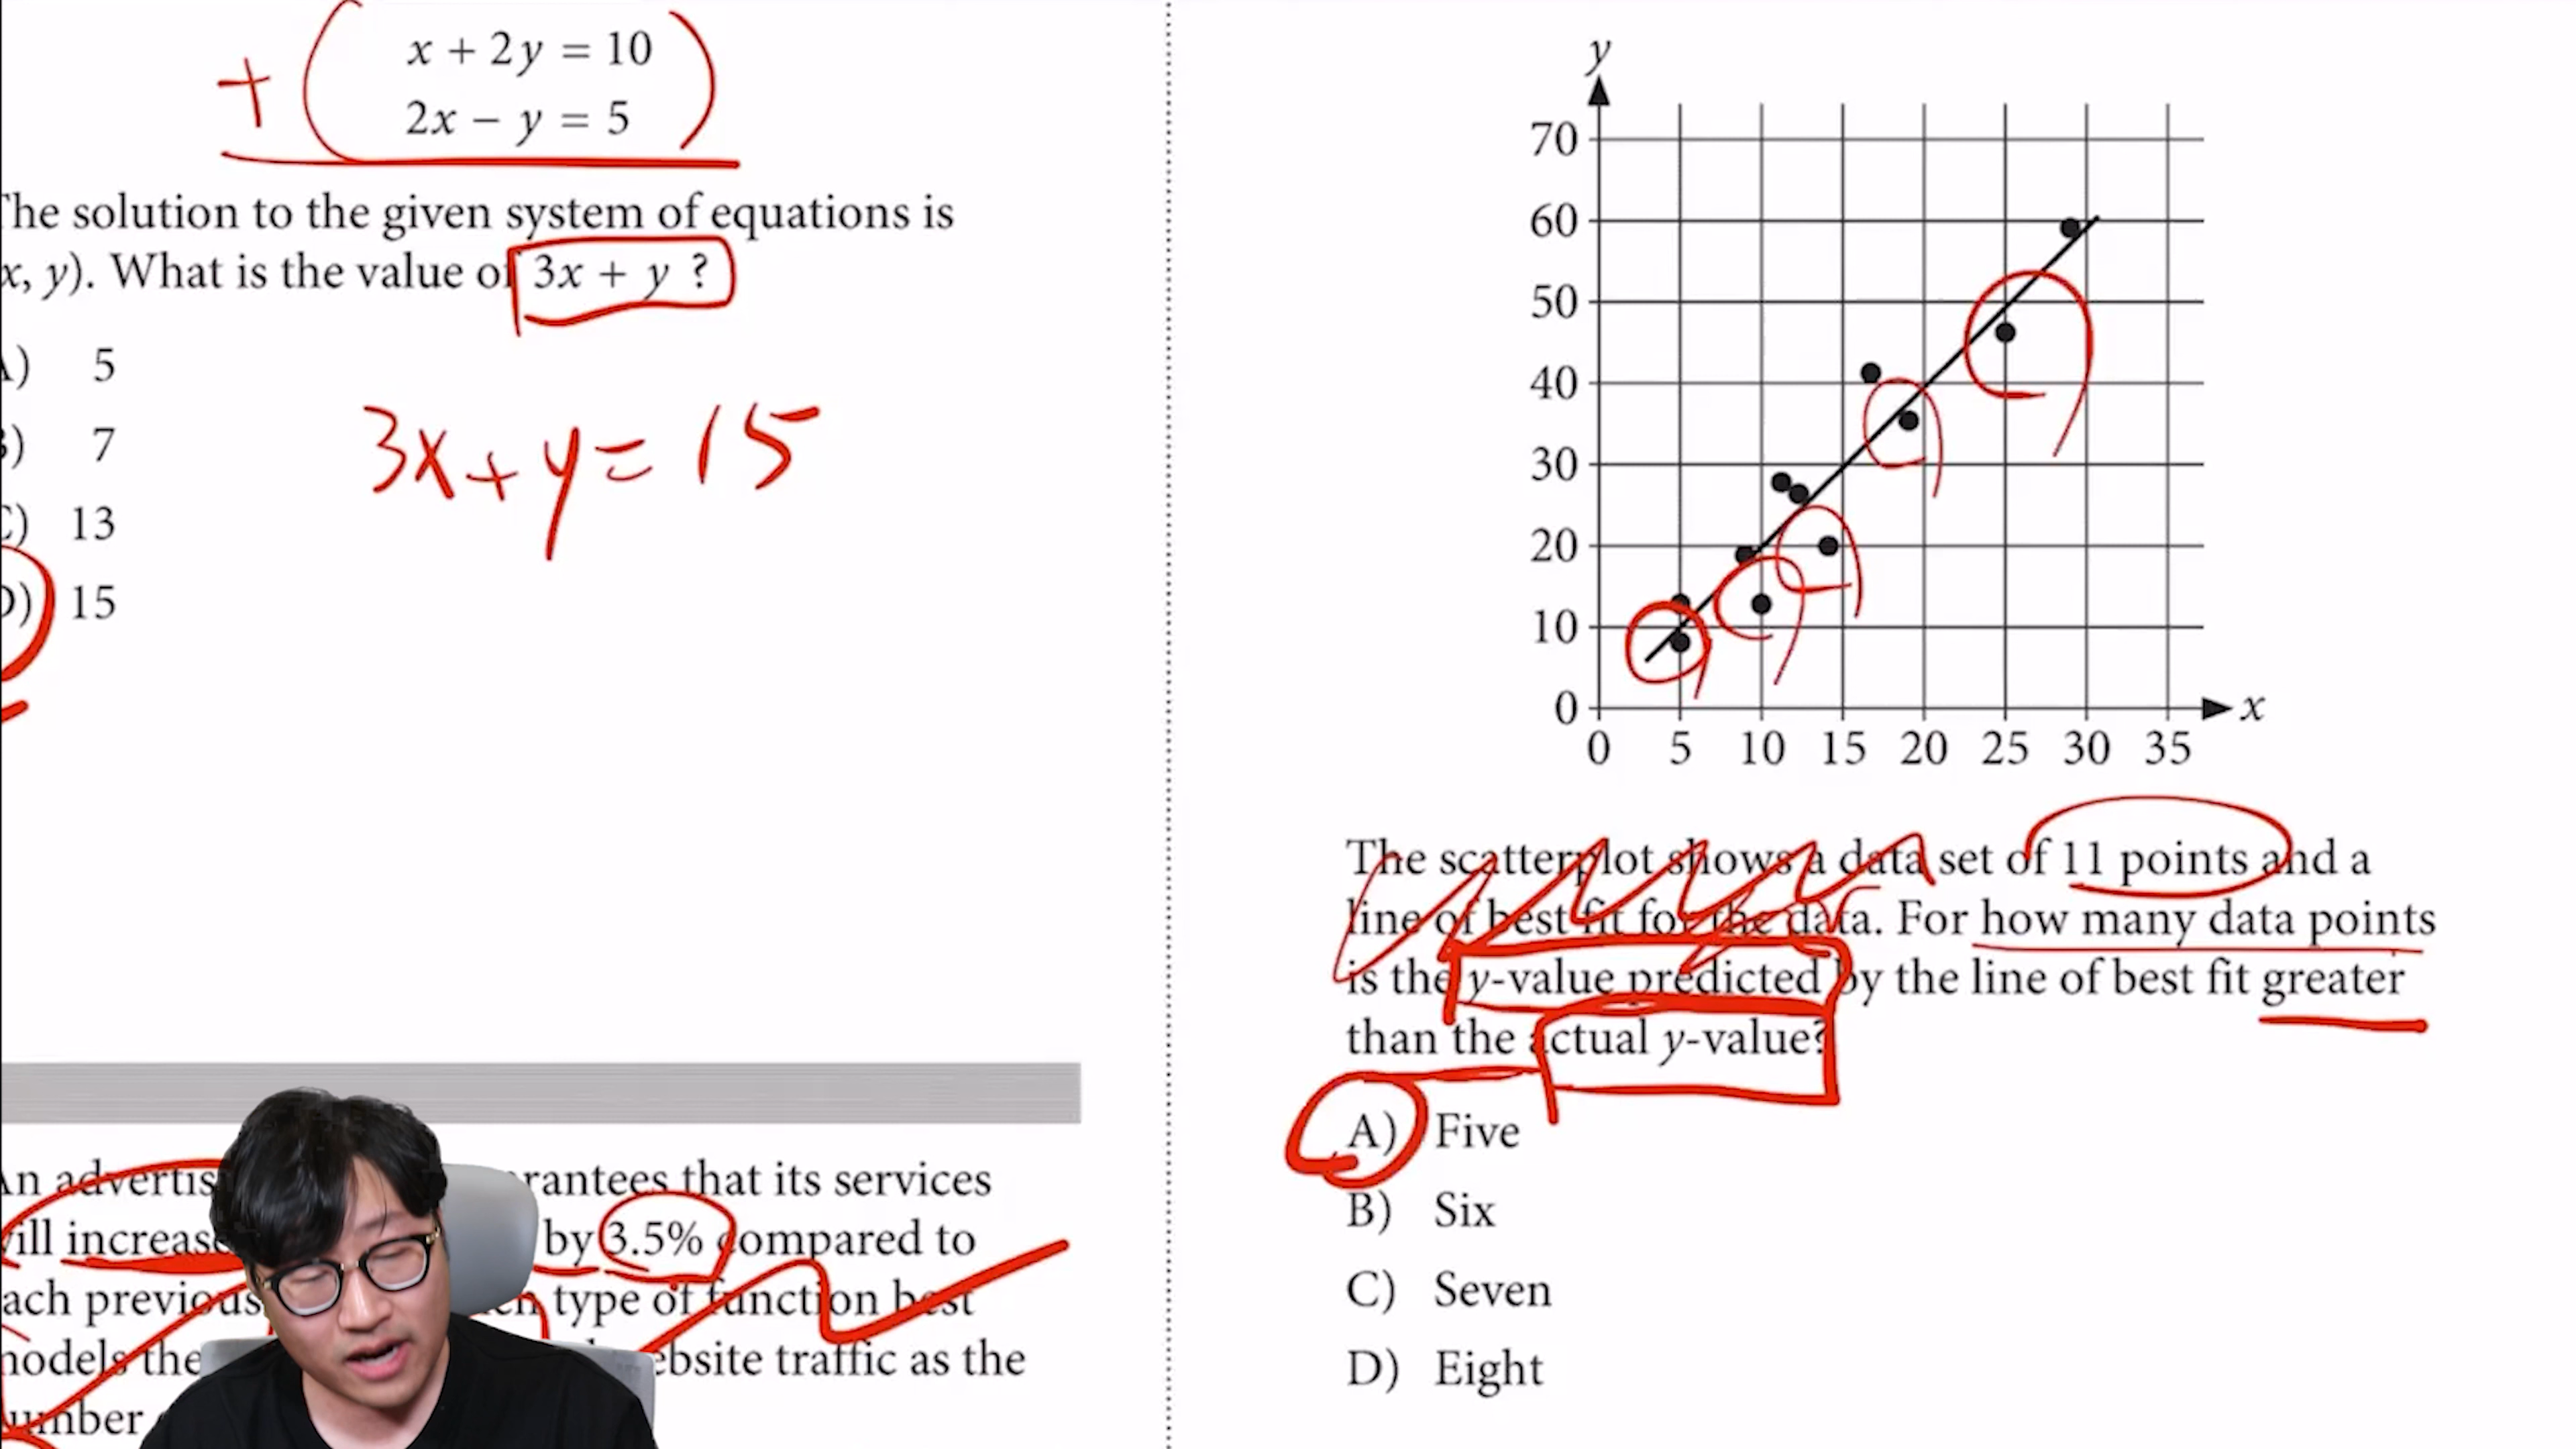 +
x + 2y = 10
2x − y = 5
The solution to the given system of equations is
x, y). What is the value of 3x + y ?
A) 5
B) 7
C) 13
D) 15
3x + y = 15
An advertis rantees that its services
will increase by 3.5% compared to
ach previous type of function best
models the ebsite traffic as the
number
y
70
60
50
40
30
20
10
0
x
0 5 10 15 20 25 30 35
The scatterplot shows a data set of 11 points and a
line of best fit for the data. For how many data points
is the y-value predicted by the line of best fit greater
than the actual y-value?
A) Five
B) Six
C) Seven
D) Eight